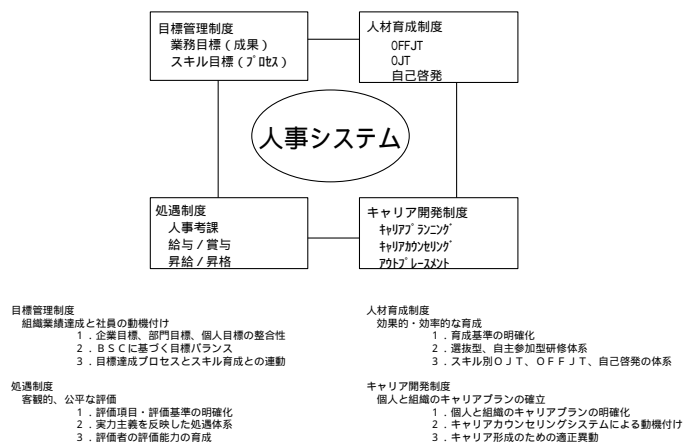 目標管理制度
業務目標(成果)
スキル目標(プロセス)
人材育成制度
OFFJT
OJT
自己啓発
人事システム
処遇制度
人事考課
給与/賞与
昇給/昇格
キャリア開発制度
キャリアプランニング
キャリアカウンセリング
アウトプレースメント
目標管理制度
組織業績達成と社員の動機付け
1.企業目標、部門目標、個人目標の整合性
2.BSCに基づく目標バランス
3.目標達成プロセスとスキル育成との連動
人材育成制度
効果的・効率的な育成
1.育成基準の明確化
2.選抜型、自主参加型研修体系
3.スキル別OJT、OFFJT、自己啓発の体系
処遇制度
客観的、公平な評価
1.評価項目・評価基準の明確化
2.実力主義を反映した処遇体系
3.評価者の評価能力の育成
キャリア開発制度
個人と組織のキャリアプランの確立
1.個人と組織のキャリアプランの明確化
2.キャリアカウンセリングシステムによる動機付け
3.キャリア形成のための適正異動